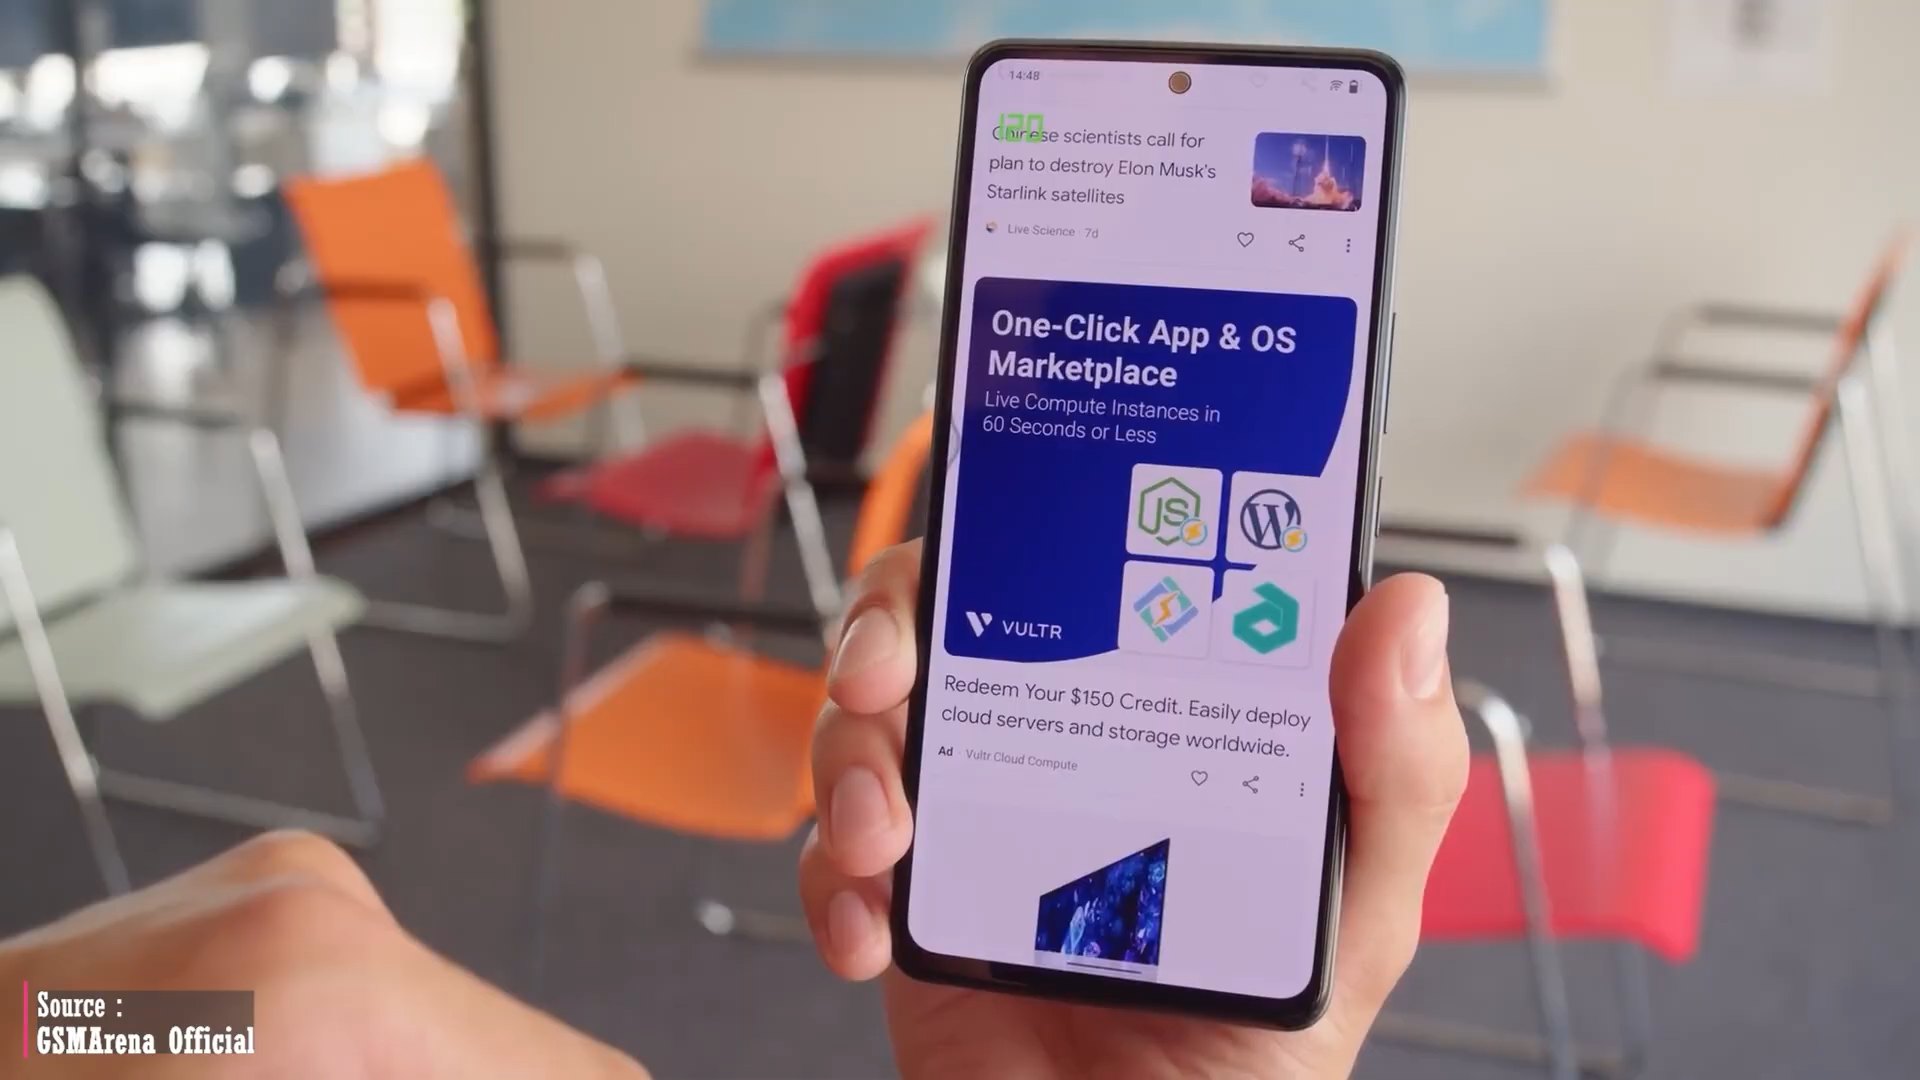 14:48
120
Chinese scientists call for
plan to destroy Elon Musk's
Starlink satellites
Live Science · 7d
One-Click App & OS
Marketplace
Live Compute Instances in
60 Seconds or Less
JS
W
VULTR
Redeem Your $150 Credit. Easily deploy
cloud servers and storage worldwide.
Ad · Vultr Cloud Compute
Source :
GSMArena Official